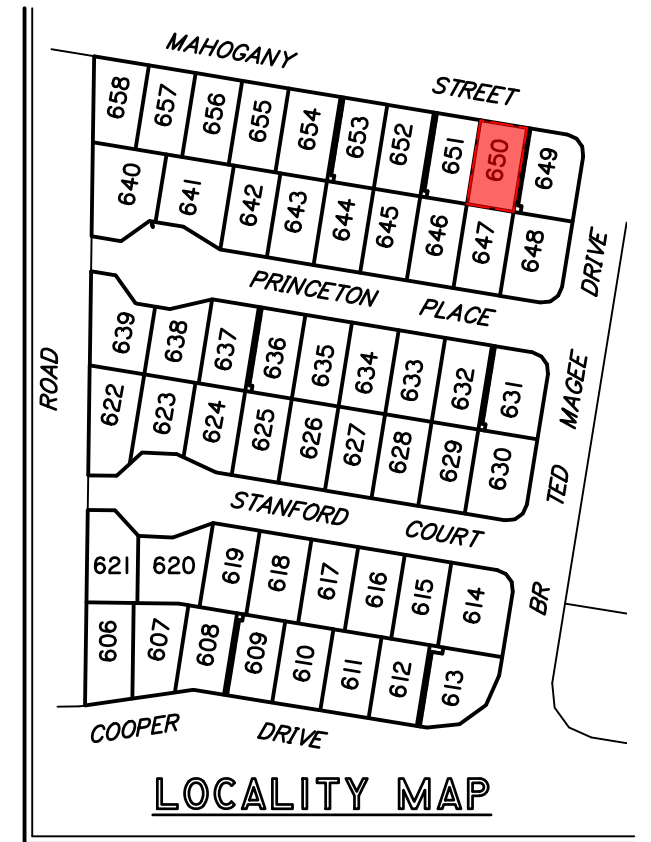 MAHOGANY STREET
658 657 656 655 654 653 652 651 650 649
640 641 642 643 644 645 646 647 648
PRINCETON PLACE
639 638 637 636 635 634 633 632 631
622 623 624 625 626 627 628 629 630
STANFORD COURT
621 620 619 618 617 616 615 614
606 607 608 609 610 611 612 613
COOPER DRIVE
ROAD
BR TED MAGEE DRIVE
LOCALITY MAP